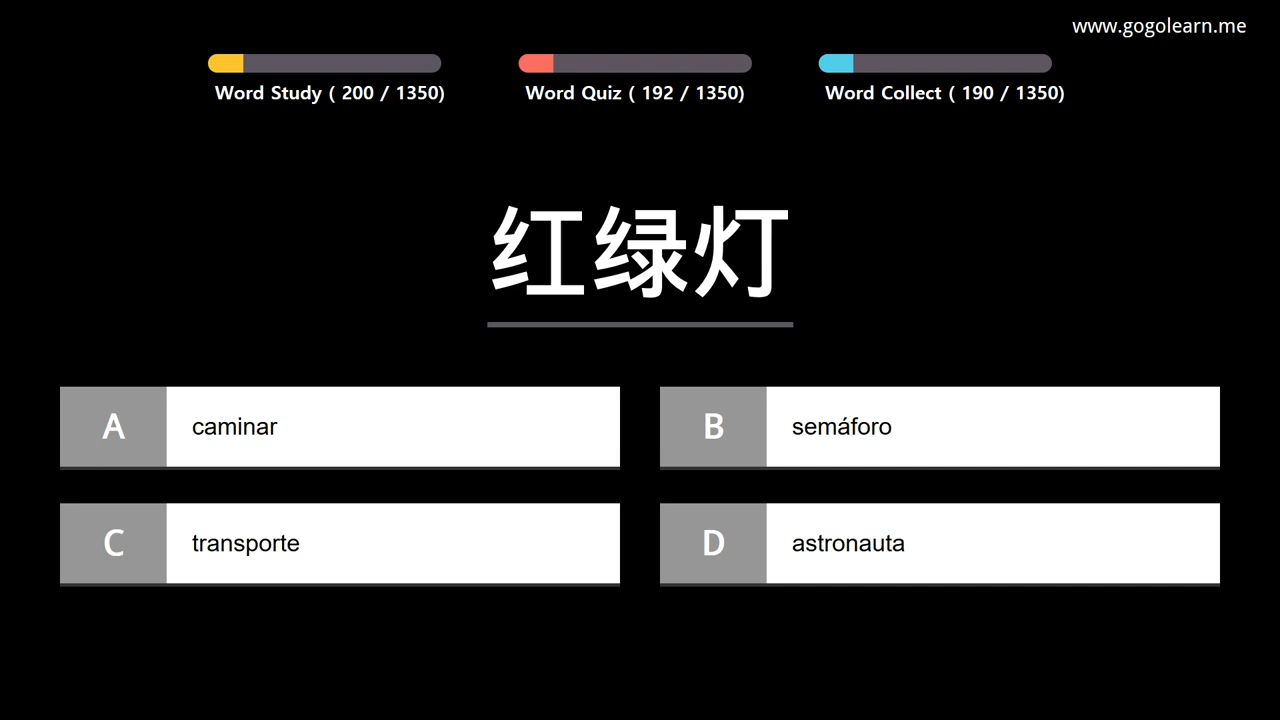 www.gogolearn.me
Word Study ( 200 / 1350)
Word Quiz ( 192 / 1350)
Word Collect ( 190 / 1350)
红绿灯
A caminar
B semáforo
C transporte
D astronauta